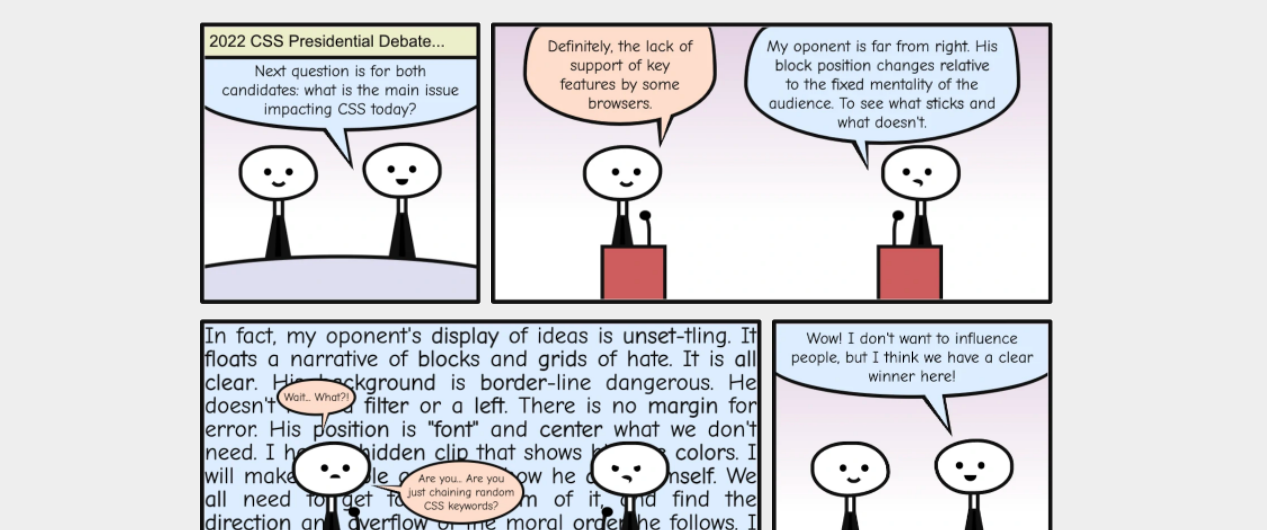 2022 CSS Presidential Debate...
Next question is for both
candidates: what is the main issue
impacting CSS today?
Definitely, the lack of
support of key
features by some
browsers.
My oponent is far from right. His
block position changes relative
to the fixed mentality of the
audience. To see what sticks and
what doesn't.
In fact, my oponent's display of ideas is unset-tling. It
floats a narrative of blocks and grids of hate. It is all
clear. His background is border-line dangerous. He
doesn't filter or a left. There is no margin for
error. His position is "font" and center what we don't
need. I hidden clip that shows colors. I
will make how he We
all need to get of it, and find the
direction and overflow of the moral order he follows. I
Wait... What?!
Are you... Are you
just chaining random
CSS keywords?
Wow! I don't want to influence
people, but I think we have a clear
winner here!